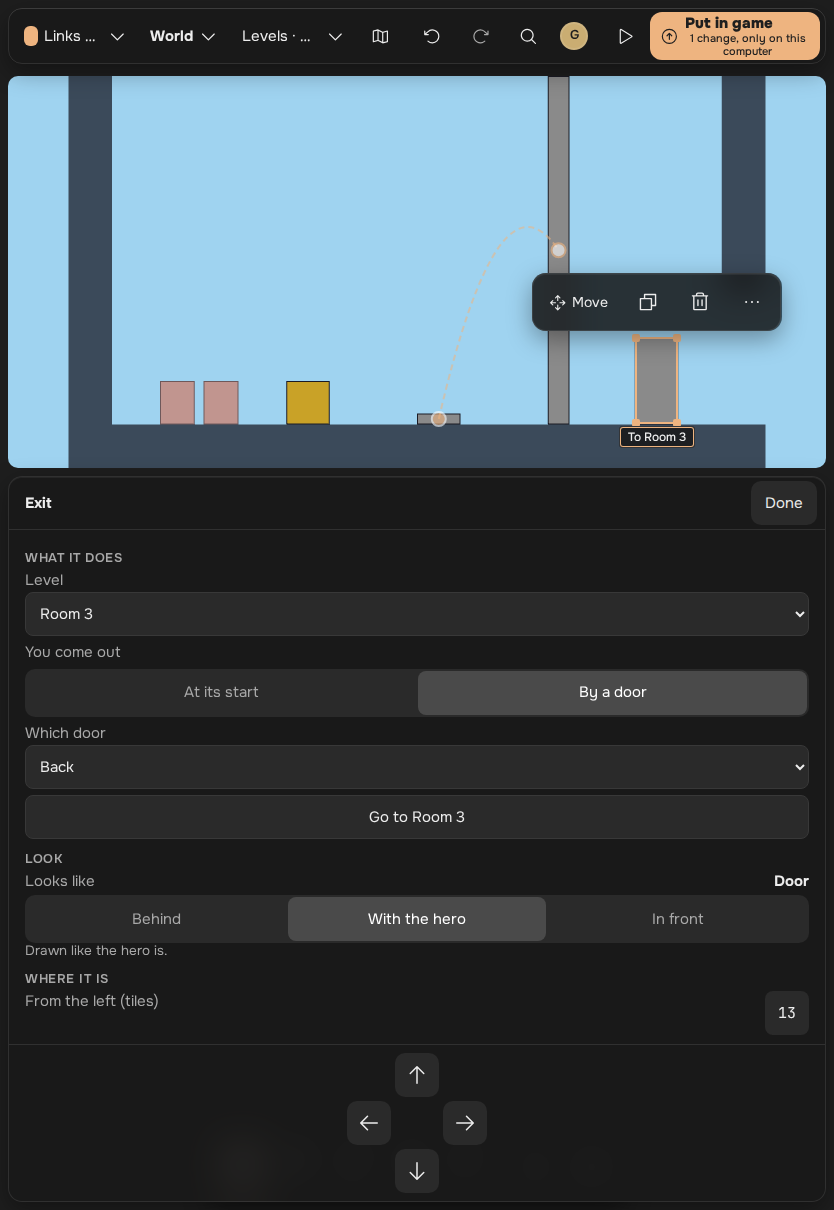 Links ...
World
Levels · ...
G
Put in game
1 change, only on this
computer
Move
To Room 3
Exit
Done
WHAT IT DOES
Level
Room 3
You come out
At its start
By a door
Which door
Back
Go to Room 3
LOOK
Looks like
Door
Behind
With the hero
In front
Drawn like the hero is.
WHERE IT IS
From the left (tiles)
13